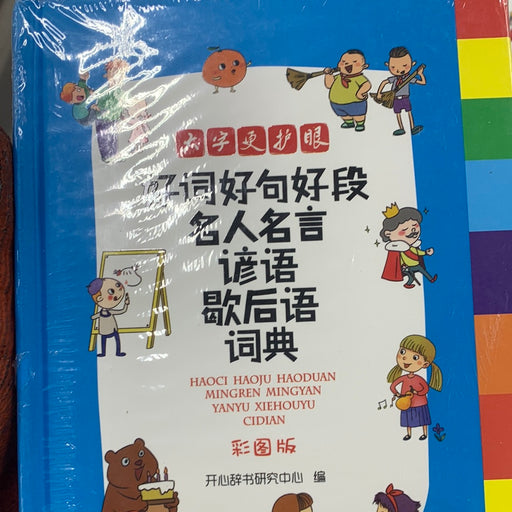 大字更护眼
好词好句好段
名人名言
谚语
歇后语
词典
HAOCI HAOJU HAODUAN
MINGREN MINGYAN
YANYU XIEHOUYU
CIDIAN
彩图版
开心辞书研究中心 编